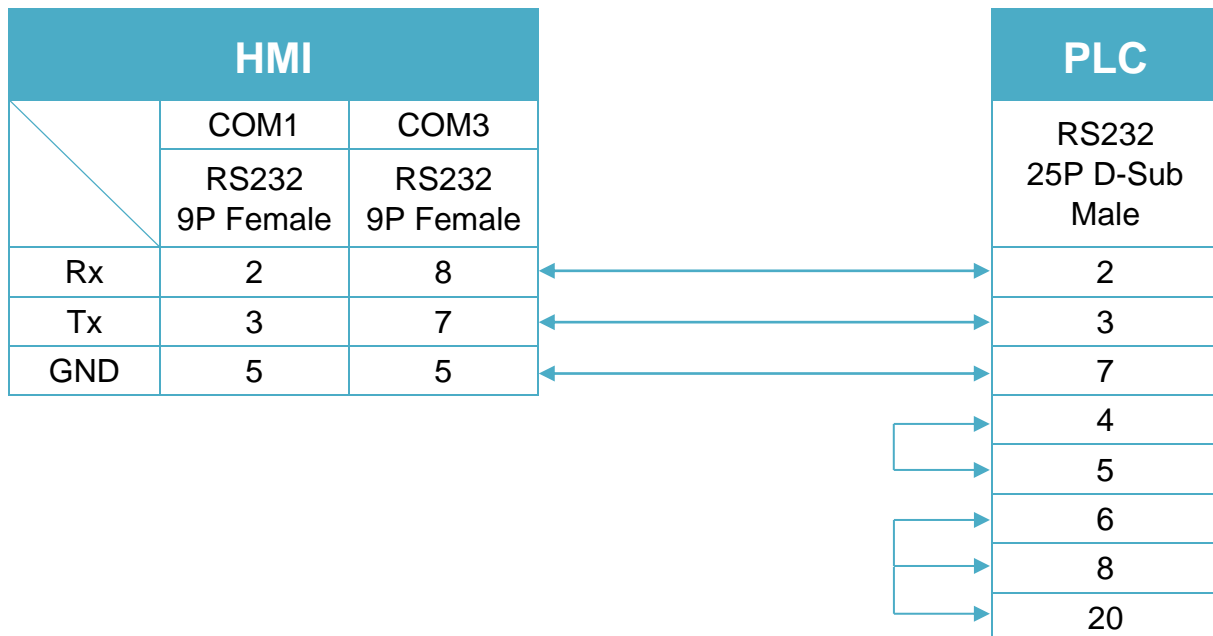 HMI
PLC
COM1 COM3
RS232
9P Female
RS232
9P Female
RS232
25P D-Sub
Male
Rx 2 8 2
Tx 3 7 3
GND 5 5 7
4
5
6
8
20